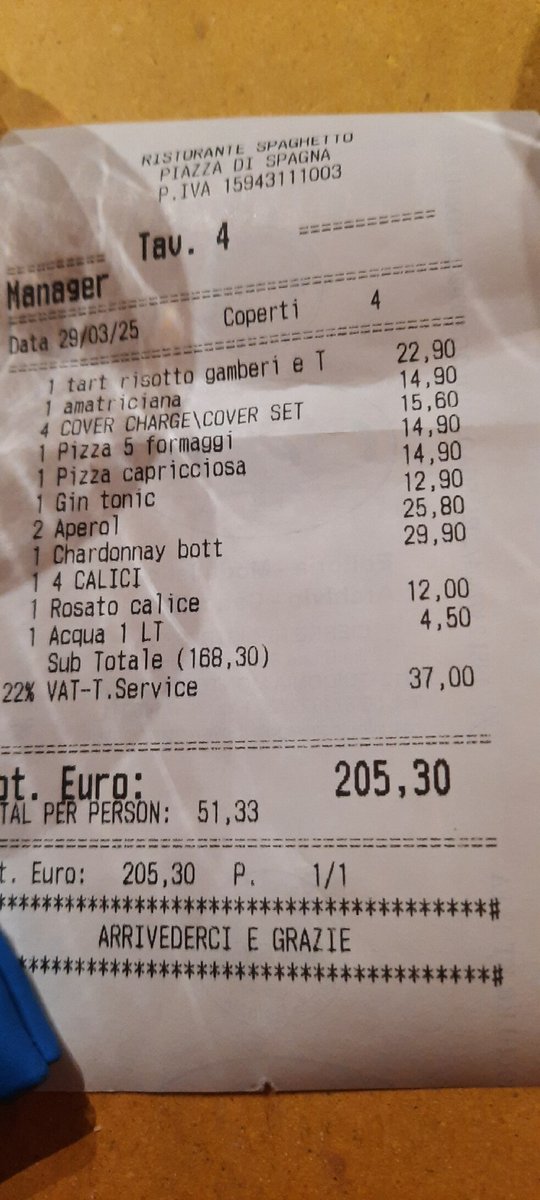 RISTORANTE SPAGHETTO
PIAZZA DI SPAGNA
P.IVA 15943111003
Tav. 4
Manager
Data 29/03/25 Coperti 4
1 tart risotto gamberi e T 22,90
1 amatriciana 14,90
4 COVER CHARGE\COVER SET 15,60
1 Pizza 5 formaggi 14,90
1 Pizza capricciosa 14,90
1 Gin tonic 12,90
2 Aperol 25,80
1 Chardonnay bott 29,90
1 4 CALICI
1 Rosato calice 12,00
1 Acqua 1 LT 4,50
Sub Totale (168,30)
22% VAT-T.Service 37,00
ot. Euro: 205,30
TAL PER PERSON: 51,33
t. Euro: 205,30 P. 1/1
ARRIVEDERCI E GRAZIE